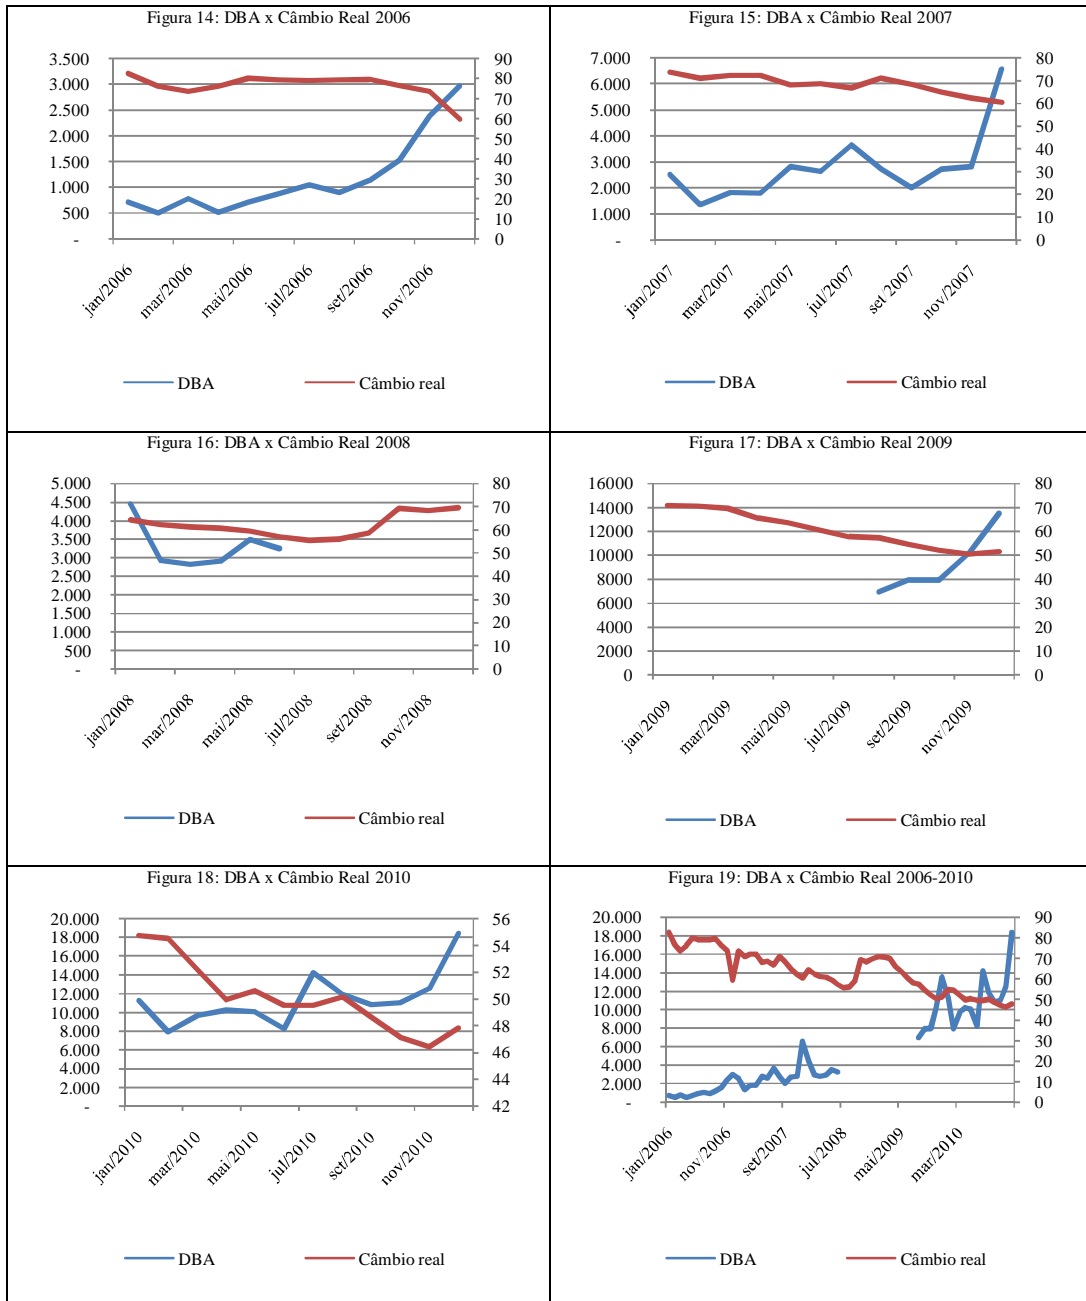 Figura 14: DBA x Câmbio Real 2006
3.500
3.000
2.500
2.000
1.500
1.000
500
-
90
80
70
60
50
40
30
20
10
0
jan/2006
mar/2006
mai/2006
jul/2006
set/2006
nov/2006
DBA
Câmbio real
Figura 15: DBA x Câmbio Real 2007
7.000
6.000
5.000
4.000
3.000
2.000
1.000
-
80
70
60
50
40
30
20
10
0
jan/2007
mar/2007
mai/2007
jul/2007
set 2007
nov/2007
DBA
Câmbio real
Figura 16: DBA x Câmbio Real 2008
5.000
4.500
4.000
3.500
3.000
2.500
2.000
1.500
1.000
500
-
80
70
60
50
40
30
20
10
0
jan/2008
mar/2008
mai/2008
jul/2008
set/2008
nov/2008
DBA
Câmbio real
Figura 17: DBA x Câmbio Real 2009
16000
14000
12000
10000
8000
6000
4000
2000
0
80
70
60
50
40
30
20
10
0
jan/2009
mar/2009
mai/2009
jul/2009
set/2009
nov/2009
DBA
Câmbio real
Figura 18: DBA x Câmbio Real 2010
20.000
18.000
16.000
14.000
12.000
10.000
8.000
6.000
4.000
2.000
-
56
54
52
50
48
46
44
42
jan/2010
mar/2010
mai/2010
jul/2010
set/2010
nov/2010
DBA
Câmbio real
Figura 19: DBA x Câmbio Real 2006-2010
20.000
18.000
16.000
14.000
12.000
10.000
8.000
6.000
4.000
2.000
-
90
80
70
60
50
40
30
20
10
0
jan/2006
nov/2006
set/2007
jul/2008
mai/2009
mar/2010
DBA
Câmbio real